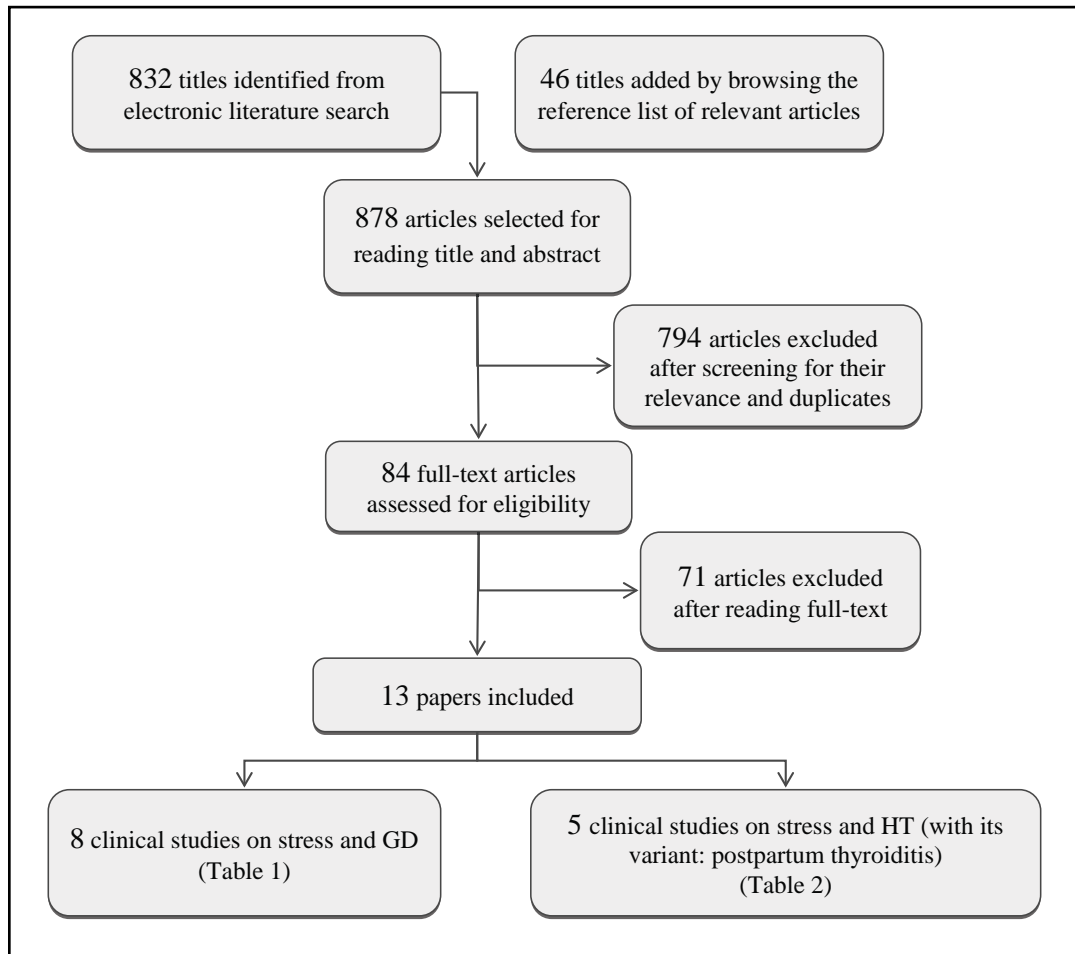 832 titles identified from
electronic literature search
46 titles added by browsing the
reference list of relevant articles
878 articles selected for
reading title and abstract
794 articles excluded
after screening for their
relevance and duplicates
84 full-text articles
assessed for eligibility
71 articles excluded
after reading full-text
13 papers included
8 clinical studies on stress and GD
(Table 1)
5 clinical studies on stress and HT (with its
variant: postpartum thyroiditis)
(Table 2)